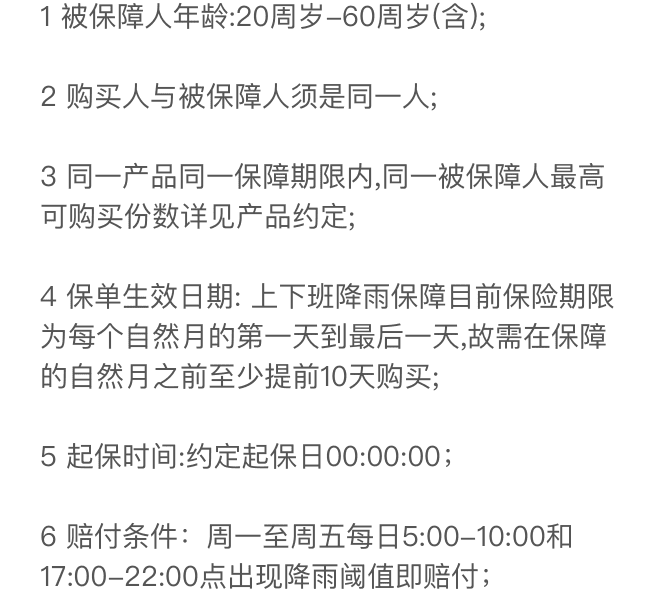 1 被保障人年龄:20周岁–60周岁(含);
2 购买人与被保障人须是同一人;
3 同一产品同一保障期限内,同一被保障人最高
可购买份数详见产品约定;
4 保单生效日期: 上下班降雨保障目前保险期限
为每个自然月的第一天到最后一天,故需在保障
的自然月之前至少提前10天购买;
5 起保时间:约定起保日00:00:00；
6 赔付条件：周一至周五每日5:00–10:00和
17:00–22:00点出现降雨阈值即赔付；